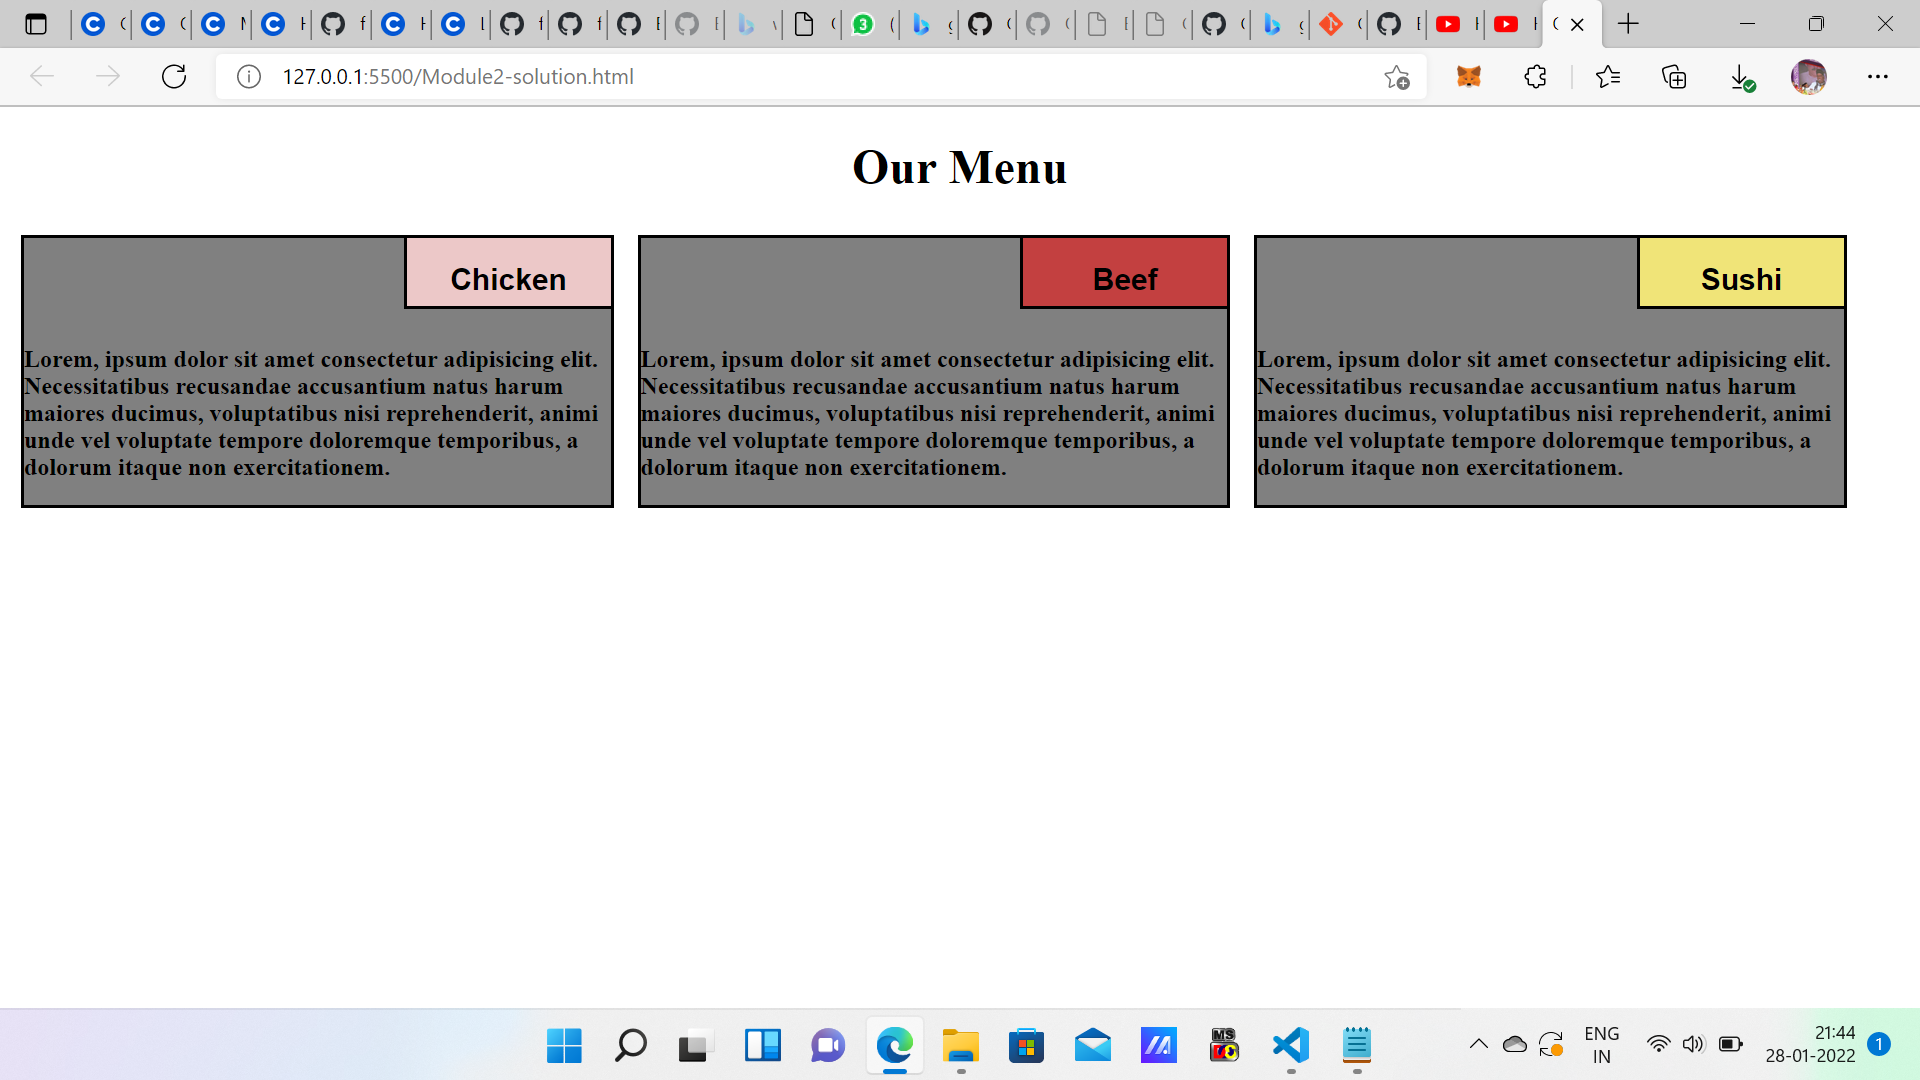 3
127.0.0.1:5500/Module2-solution.html
Our Menu
Chicken
Lorem, ipsum dolor sit amet consectetur adipisicing elit.
Necessitatibus recusandae accusantium natus harum
maiores ducimus, voluptatibus nisi reprehenderit, animi
unde vel voluptate tempore doloremque temporibus, a
dolorum itaque non exercitationem.
Beef
Lorem, ipsum dolor sit amet consectetur adipisicing elit.
Necessitatibus recusandae accusantium natus harum
maiores ducimus, voluptatibus nisi reprehenderit, animi
unde vel voluptate tempore doloremque temporibus, a
dolorum itaque non exercitationem.
Sushi
Lorem, ipsum dolor sit amet consectetur adipisicing elit.
Necessitatibus recusandae accusantium natus harum
maiores ducimus, voluptatibus nisi reprehenderit, animi
unde vel voluptate tempore doloremque temporibus, a
dolorum itaque non exercitationem.
MS
ENG
IN
21:44
28-01-2022
1